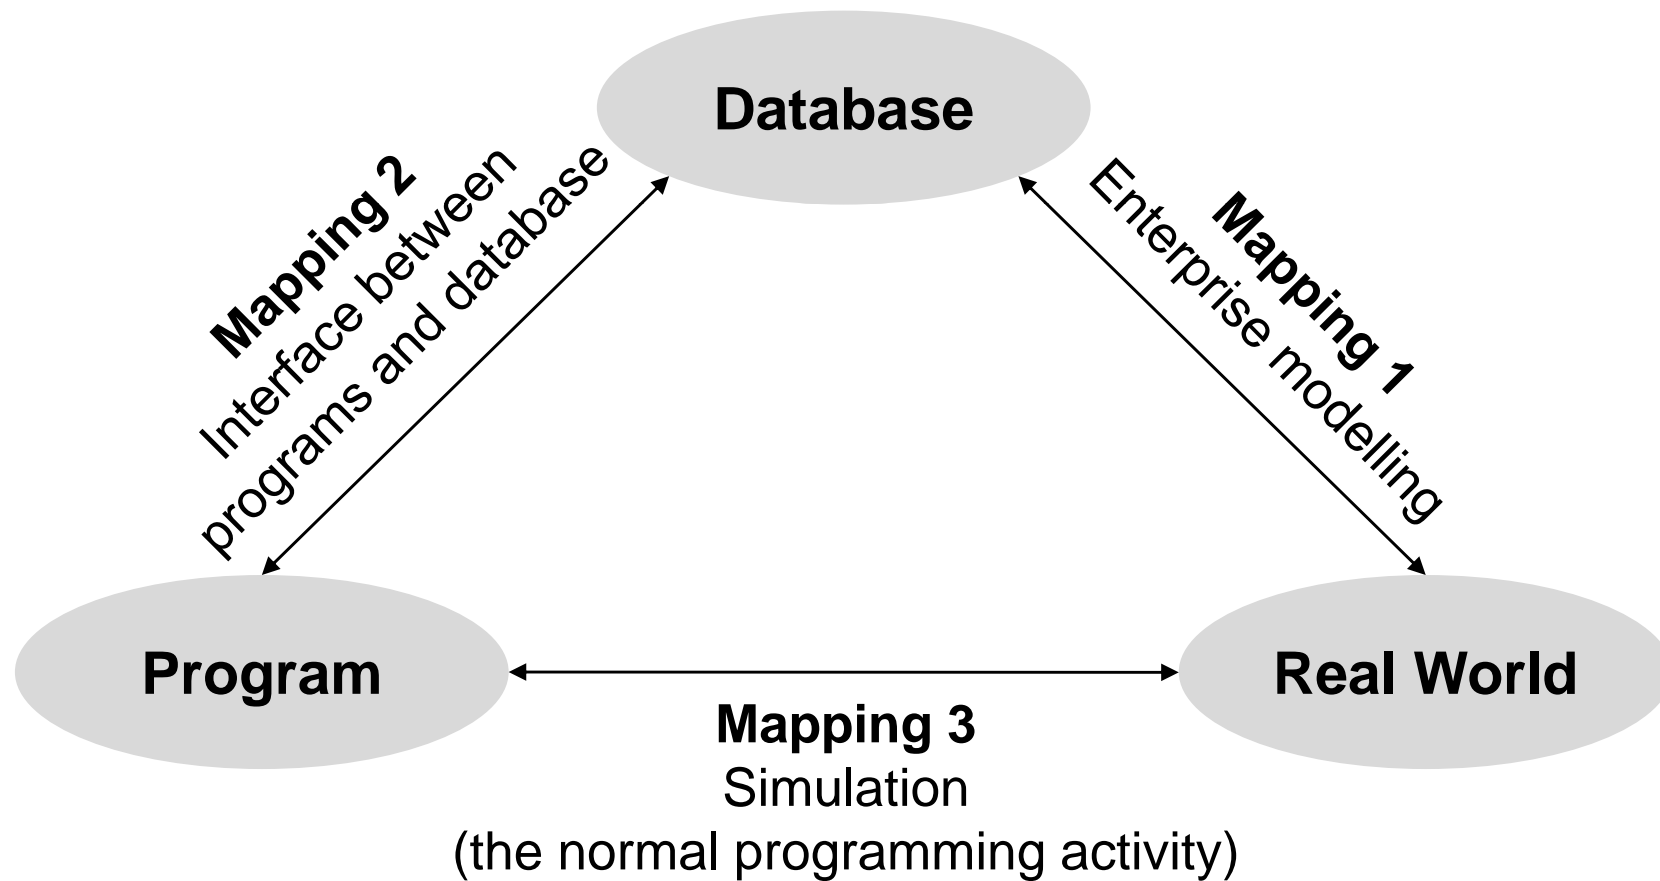 Database
Mapping 2
Interface between
programs and database
Mapping 1
Enterprise modelling
Program
Real World
Mapping 3
Simulation
(the normal programming activity)